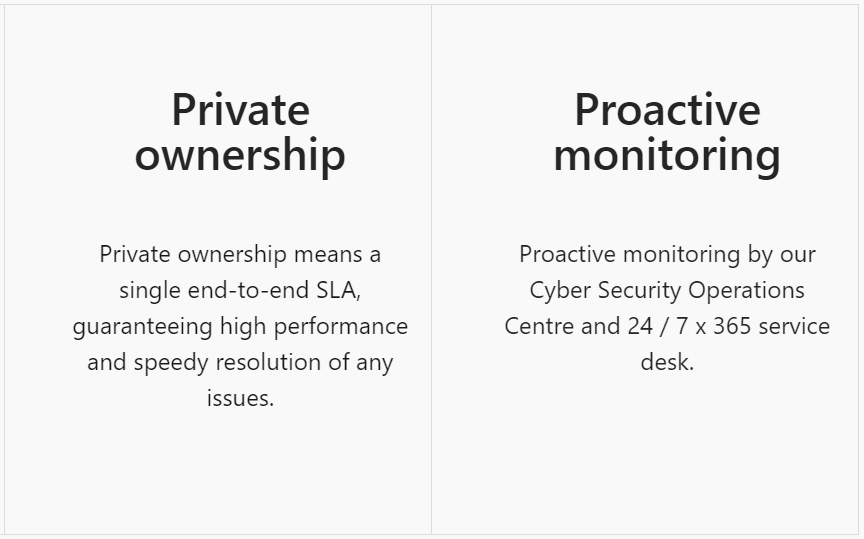 Private
ownership
Private ownership means a
single end-to-end SLA,
guaranteeing high performance
and speedy resolution of any
issues.
Proactive
monitoring
Proactive monitoring by our
Cyber Security Operations
Centre and 24 / 7 x 365 service
desk.